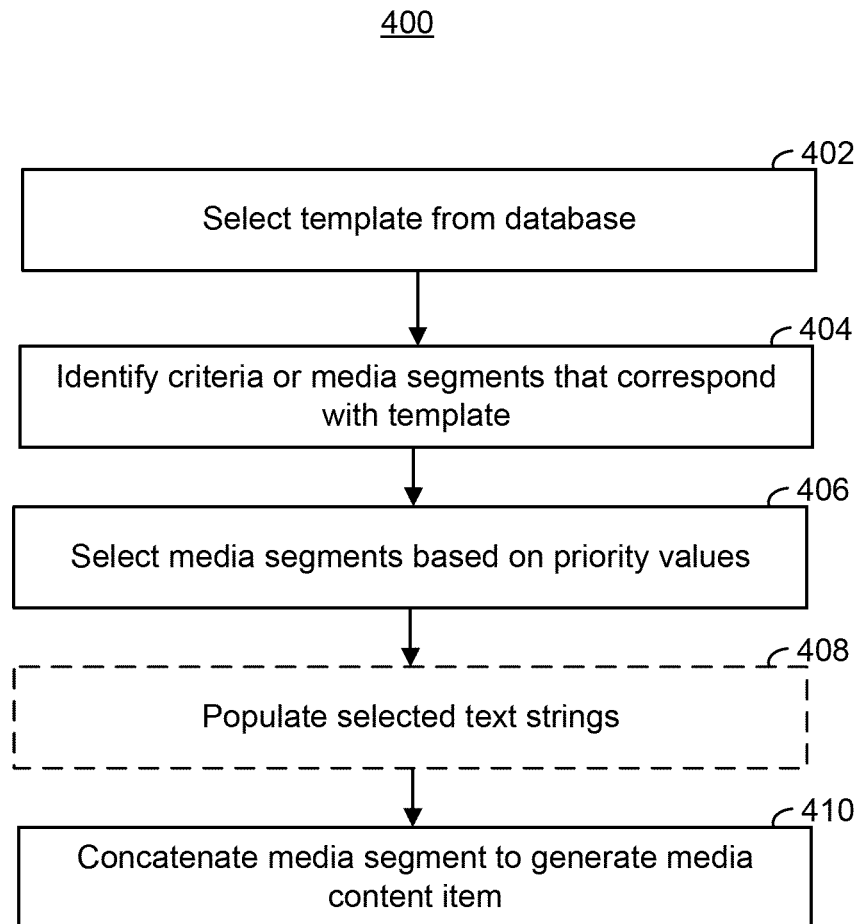 400
402
Select template from database
404
Identify criteria or media segments that correspond
with template
406
Select media segments based on priority values
408
Populate selected text strings
410
Concatenate media segment to generate media
content item